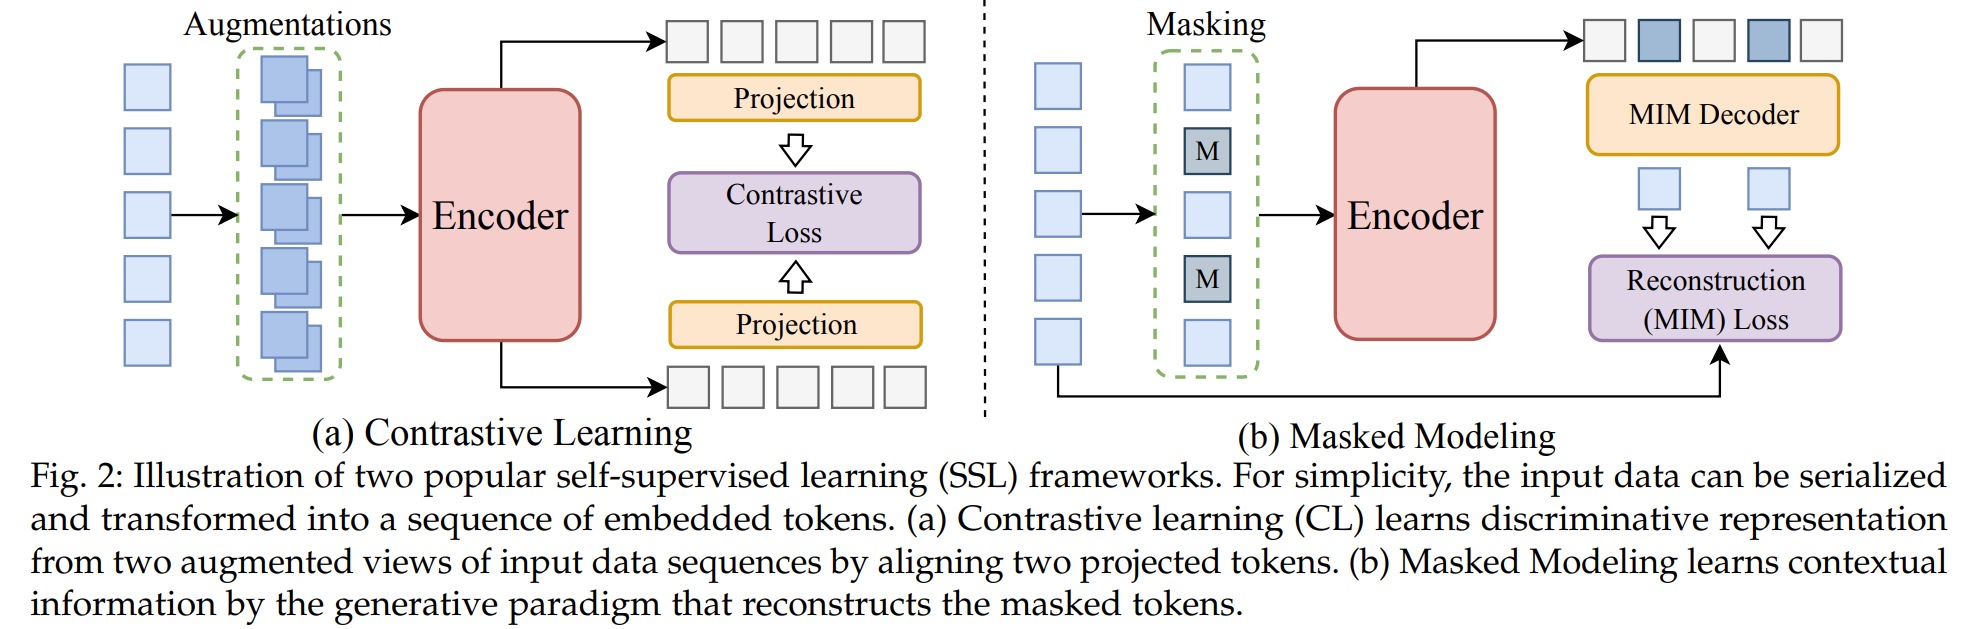 Augmentations
Encoder
Projection
Contrastive
Loss
Projection
(a) Contrastive Learning
Masking
M
M
Encoder
MIM Decoder
Reconstruction
(MIM) Loss
(b) Masked Modeling
Fig. 2: Illustration of two popular self-supervised learning (SSL) frameworks. For simplicity, the input data can be serialized
and transformed into a sequence of embedded tokens. (a) Contrastive learning (CL) learns discriminative representation
from two augmented views of input data sequences by aligning two projected tokens. (b) Masked Modeling learns contextual
information by the generative paradigm that reconstructs the masked tokens.